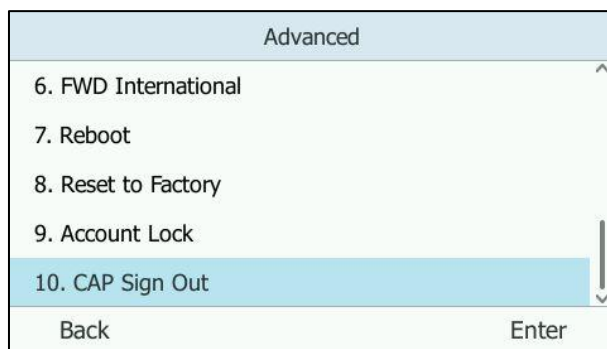 Advanced
6. FWD International
7. Reboot
8. Reset to Factory
9. Account Lock
10. CAP Sign Out
Back Enter